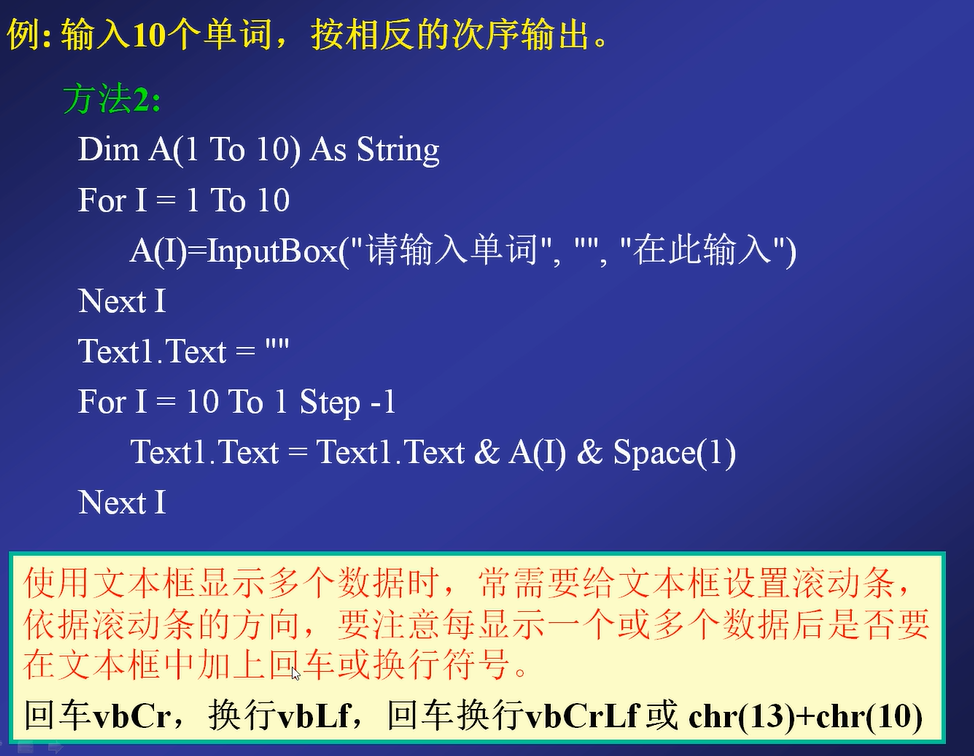 例: 输入10个单词，按相反的次序输出。
方法2:
Dim A(1 To 10) As String
For I = 1 To 10
A(I)=InputBox("请输入单词", "", "在此输入")
Next I
Text1.Text = ""
For I = 10 To 1 Step -1
Text1.Text = Text1.Text & A(I) & Space(1)
Next I
使用文本框显示多个数据时，常需要给文本框设置滚动条，
依据滚动条的方向，要注意每显示一个或多个数据后是否要
在文本框中加上回车或换行符号。
回车vbCr，换行vbLf，回车换行vbCrLf 或 chr(13)+chr(10)